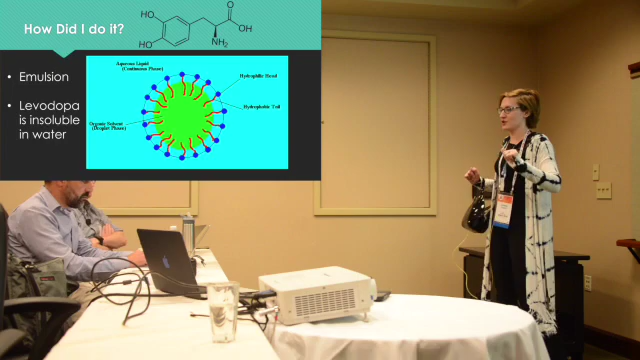 How Did I do it?
HO
HO
O
OH
NH₂
• Emulsion
• Levodopa
is insoluble
in water
Aqueous Liquid
(Continuous Phase)
Hydrophilic Head
Hydrophobic Tail
Organic Solvent
(Droplet Phase)